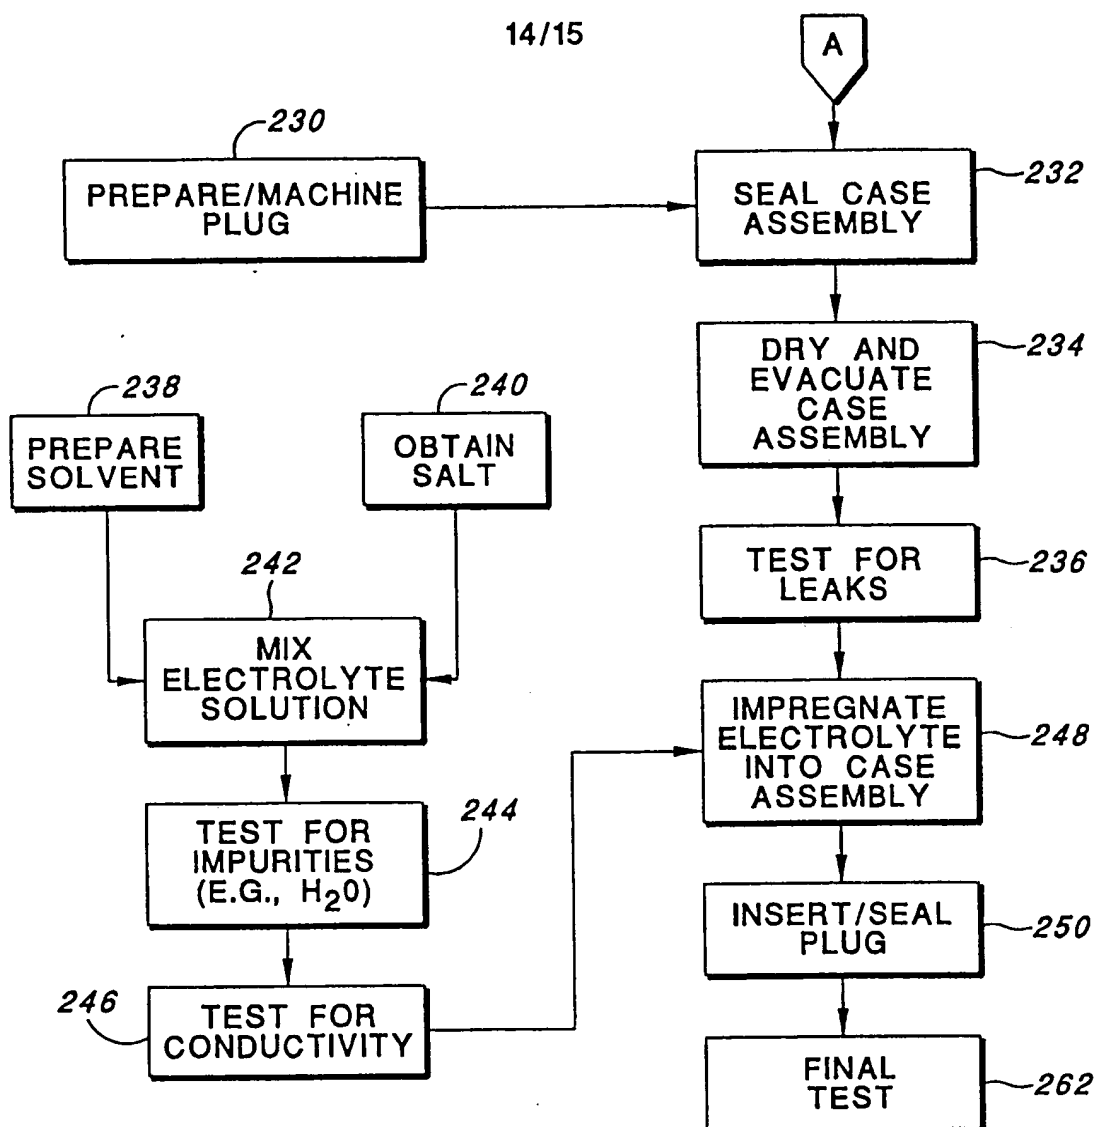 14/15
A
230
PREPARE/MACHINE
PLUG
232
SEAL CASE
ASSEMBLY
234
DRY AND
EVACUATE
CASE
ASSEMBLY
238
PREPARE
SOLVENT
240
OBTAIN
SALT
236
TEST FOR
LEAKS
242
MIX
ELECTROLYTE
SOLUTION
IMPREGNATE
ELECTROLYTE
INTO CASE
ASSEMBLY
248
244
TEST FOR
IMPURITIES
(E.G., H20)
INSERT/SEAL
PLUG
250
246
TEST FOR
CONDUCTIVITY
FINAL
TEST
262